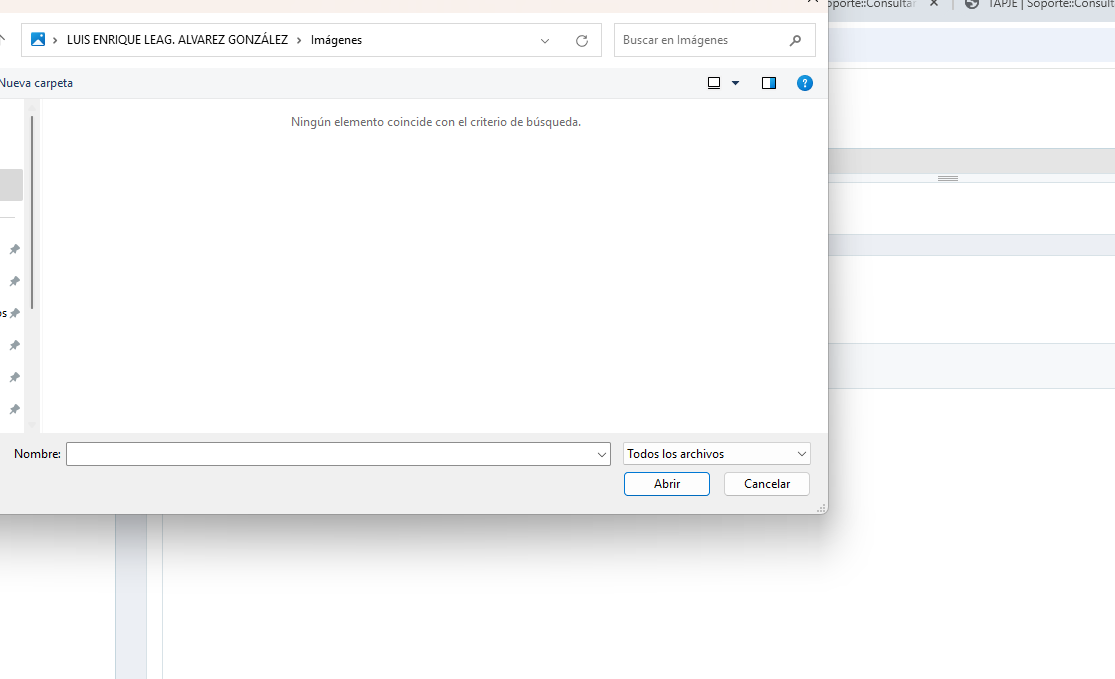 oporte::Consultar
TAPJE | Soporte::Consult
LUIS ENRIQUE LEAG. ALVAREZ GONZÁLEZ > Imágenes
Buscar en Imágenes
Nueva carpeta
?
Ningún elemento coincide con el criterio de búsqueda.
os
Nombre:
Todos los archivos
Abrir
Cancelar